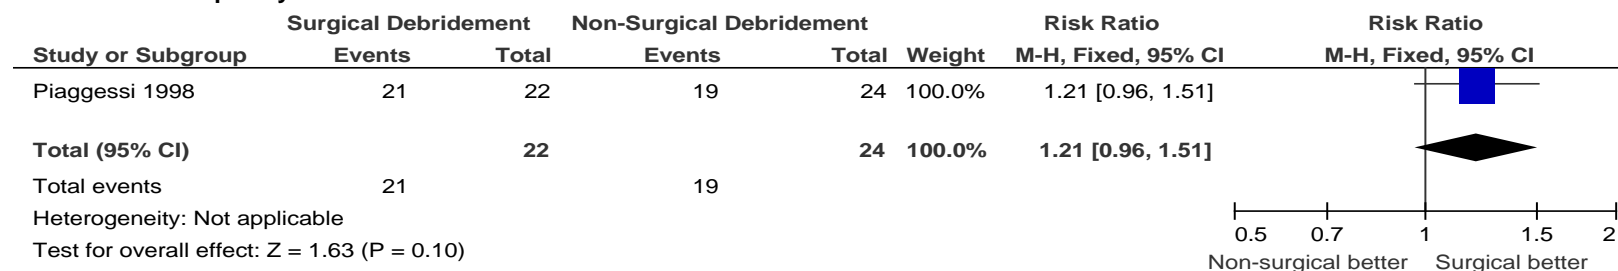 Surgical Debridement Non-Surgical Debridement Risk Ratio Risk Ratio
Study or Subgroup Events Total Events Total Weight M-H, Fixed, 95% CI M-H, Fixed, 95% CI
Piaggessi 1998 21 22 19 24 100.0% 1.21 [0.96, 1.51]
Total (95% CI) 22 24 100.0% 1.21 [0.96, 1.51]
Total events 21 19
Heterogeneity: Not applicable
Test for overall effect: Z = 1.63 (P = 0.10)
0.5 0.7 1 1.5 2
Non-surgical better Surgical better